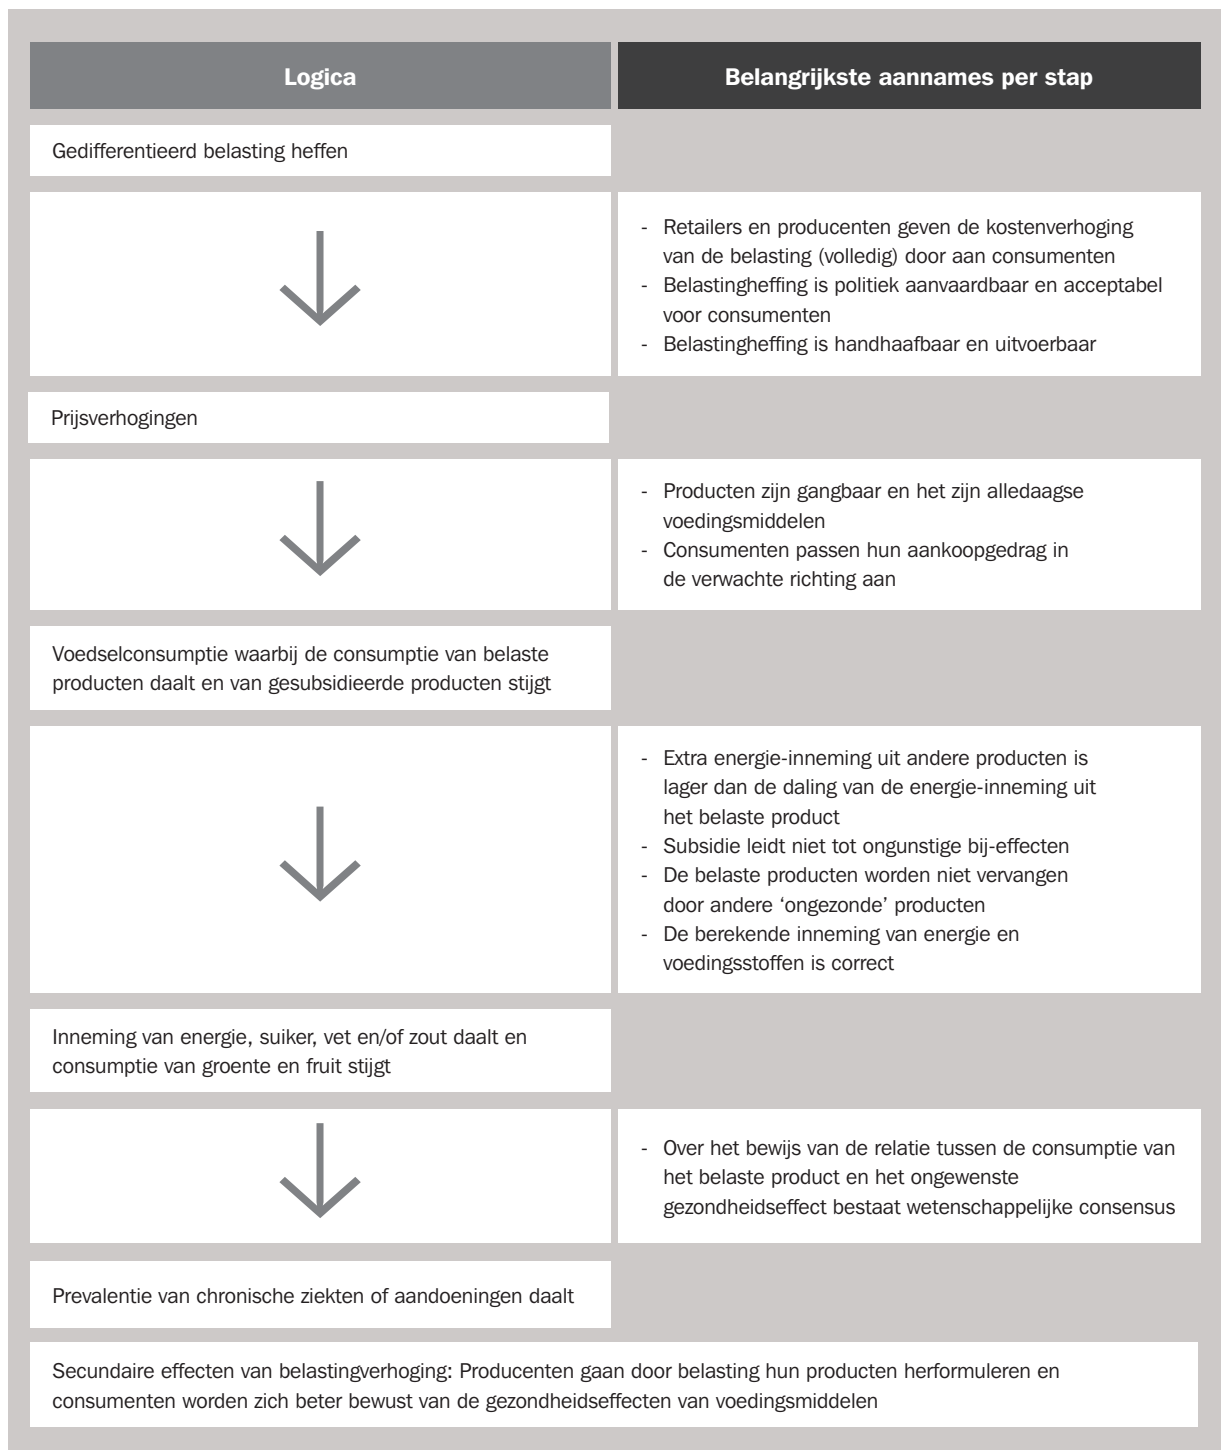 Logica
Belangrijkste aannames per stap
Gedifferentieerd belasting heffen
- Retailers en producenten geven de kostenverhoging
van de belasting (volledig) door aan consumenten
- Belastingheffing is politiek aanvaardbaar en acceptabel
voor consumenten
- Belastingheffing is handhaafbaar en uitvoerbaar
Prijsverhogingen
- Producten zijn gangbaar en het zijn alledaagse
voedingsmiddelen
- Consumenten passen hun aankoopgedrag in
de verwachte richting aan
Voedselconsumptie waarbij de consumptie van belaste
producten daalt en van gesubsidieerde producten stijgt
- Extra energie-inneming uit andere producten is
lager dan de daling van de energie-inneming uit
het belaste product
- Subsidie leidt niet tot ongunstige bij-effecten
- De belaste producten worden niet vervangen
door andere ‘ongezonde’ producten
- De berekende inneming van energie en
voedingsstoffen is correct
Inneming van energie, suiker, vet en/of zout daalt en
consumptie van groente en fruit stijgt
- Over het bewijs van de relatie tussen de consumptie van
het belaste product en het ongewenste
gezondheidseffect bestaat wetenschappelijke consensus
Prevalentie van chronische ziekten of aandoeningen daalt
Secundaire effecten van belastingverhoging: Producenten gaan door belasting hun producten herformuleren en
consumenten worden zich beter bewust van de gezondheidseffecten van voedingsmiddelen